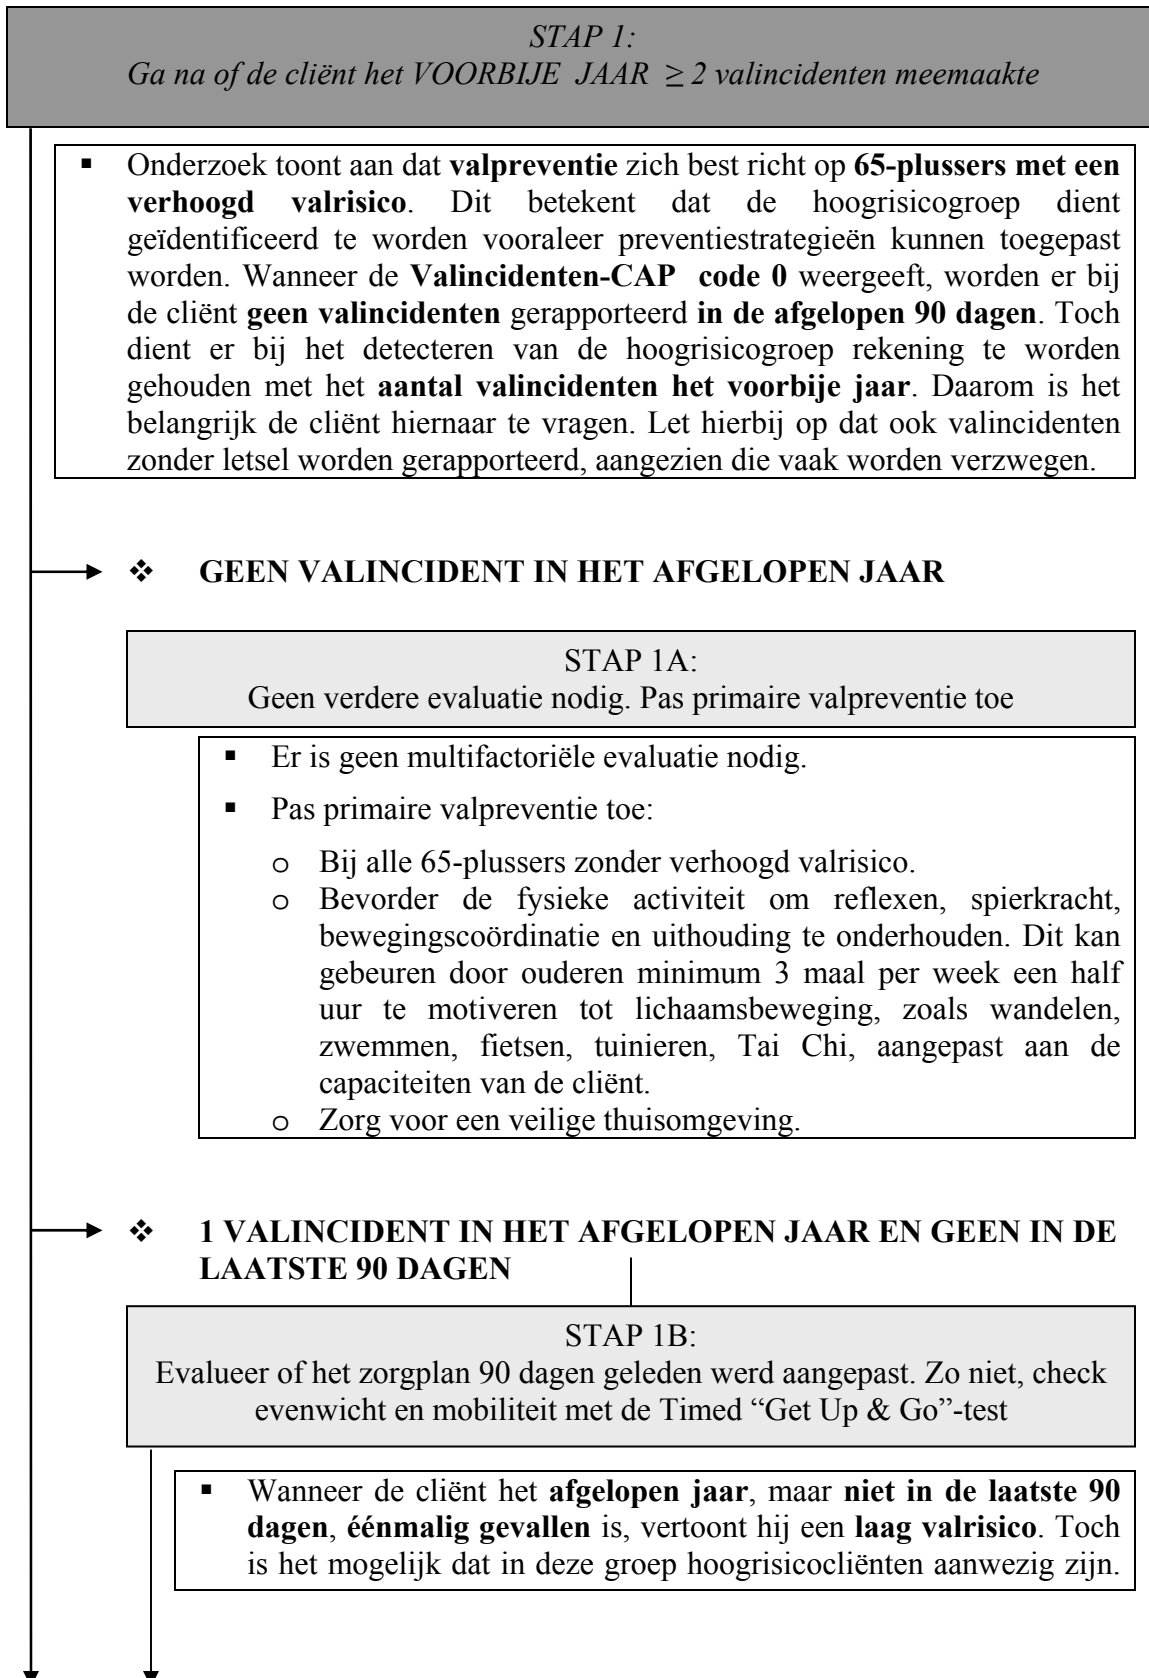 STAP 1:
Ga na of de cliënt het VOORBIJE JAAR ≥ 2 valincidenten meemaakte
▪ Onderzoek toont aan dat valpreventie zich best richt op 65-plussers met een
verhoogd valrisico. Dit betekent dat de hoogrisicogroep dient
geïdentificeerd te worden vooraleer preventiestrategieën kunnen toegepast
worden. Wanneer de Valincidenten-CAP code 0 weergeeft, worden er bij
de cliënt geen valincidenten gerapporteerd in de afgelopen 90 dagen. Toch
dient er bij het detecteren van de hoogrisicogroep rekening te worden
gehouden met het aantal valincidenten het voorbije jaar. Daarom is het
belangrijk de cliënt hiernaar te vragen. Let hierbij op dat ook valincidenten
zonder letsel worden gerapporteerd, aangezien die vaak worden verzwegen.
❖ GEEN VALINCIDENT IN HET AFGELOPEN JAAR
STAP 1A:
Geen verdere evaluatie nodig. Pas primaire valpreventie toe
▪ Er is geen multifactoriële evaluatie nodig.
▪ Pas primaire valpreventie toe:
o Bij alle 65-plussers zonder verhoogd valrisico.
o Bevorder de fysieke activiteit om reflexen, spierkracht,
bewegingscoördinatie en uithouding te onderhouden. Dit kan
gebeuren door ouderen minimum 3 maal per week een half
uur te motiveren tot lichaamsbeweging, zoals wandelen,
zwemmen, fietsen, tuinieren, Tai Chi, aangepast aan de
capaciteiten van de cliënt.
o Zorg voor een veilige thuisomgeving.
❖ 1 VALINCIDENT IN HET AFGELOPEN JAAR EN GEEN IN DE
LAATSTE 90 DAGEN
STAP 1B:
Evalueer of het zorgplan 90 dagen geleden werd aangepast. Zo niet, check
evenwicht en mobiliteit met de Timed “Get Up & Go”-test
▪ Wanneer de cliënt het afgelopen jaar, maar niet in de laatste 90
dagen, éénmalig gevallen is, vertoont hij een laag valrisico. Toch
is het mogelijk dat in deze groep hoogrisicocliënten aanwezig zijn.